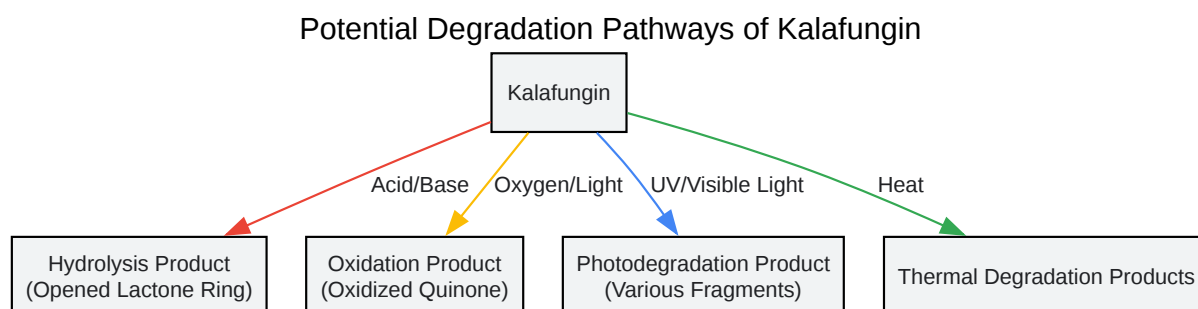 Potential Degradation Pathways of Kalafungin
Kalafungin
Acid/Base
Oxygen/Light
UV/Visible Light
Heat
Hydrolysis Product
(Opened Lactone Ring)
Oxidation Product
(Oxidized Quinone)
Photodegradation Product
(Various Fragments)
Thermal Degradation Products